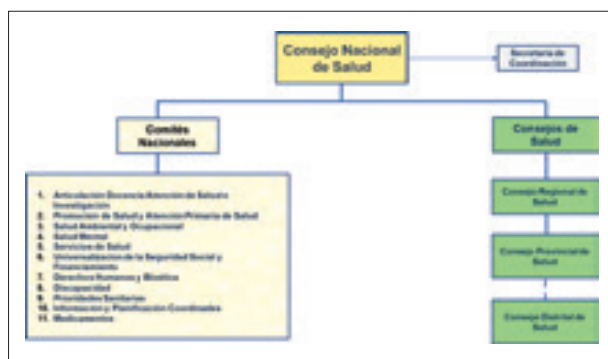 Consejo Nacional
de Salud
Secretaría de
Coordinación
Comités
Nacionales
Consejos de
Salud
1. Articulación Docencia Atención de Salud e
Investigación
2. Promoción de Salud y Atención Primaria de Salud
3. Salud Ambiental y Ocupacional
4. Salud Mental
5. Servicios de Salud
6. Universalización de la Seguridad Social y
Financiamiento
7. Derechos Humanos y Bioética
8. Discapacidad
9. Prioridades Sanitarias
10. Información y Planificación Coordinadas
11. Medicamentos
Consejo Regional de
Salud
Consejo Provincial de
Salud
Consejo Distrital de
Salud